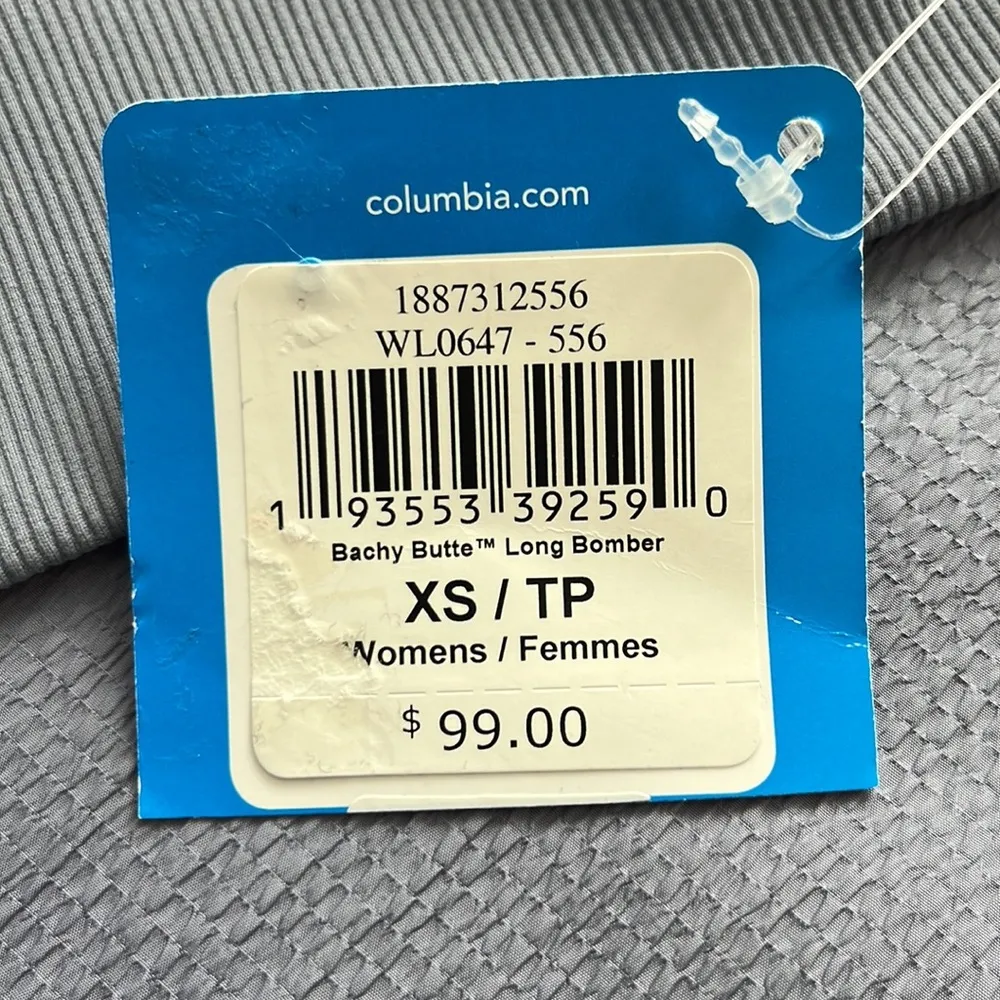 columbia.com
1887312556
WL0647 - 556
1 93553 39259 0
Bachy Butte™ Long Bomber
XS / TP
Womens / Femmes
$ 99.00